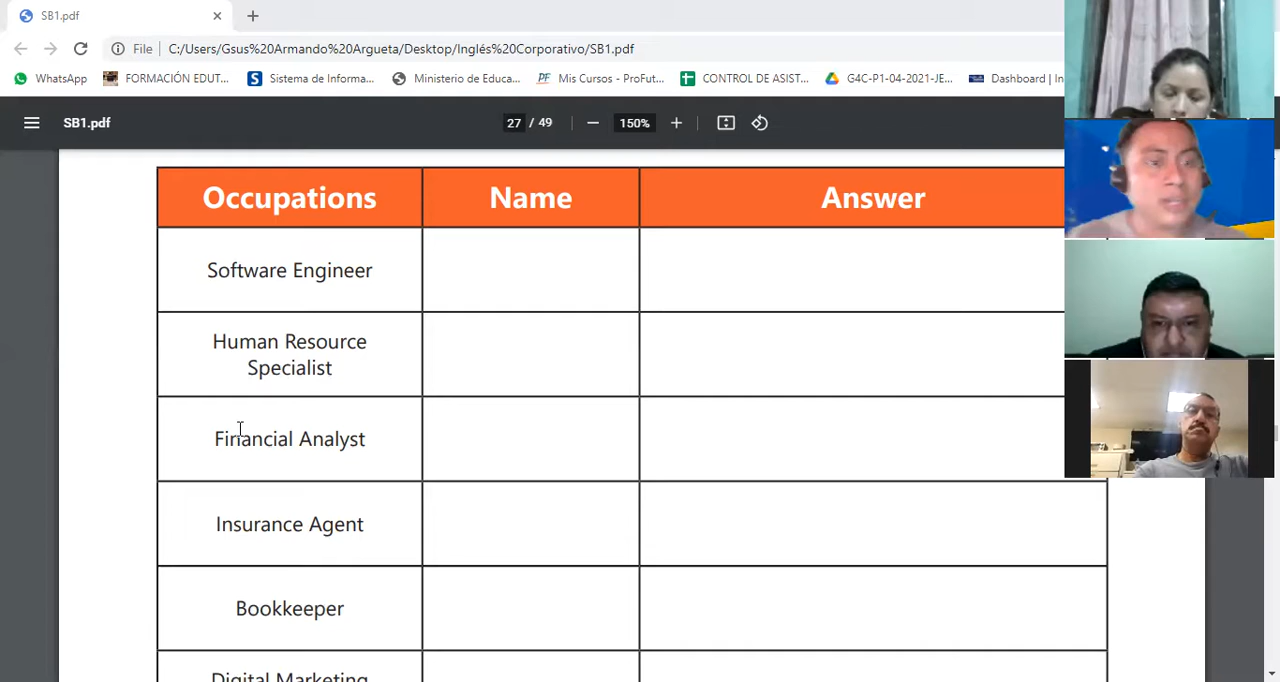 SB1.pdf
File C:/Users/Gsus%20Armando%20Argueta/Desktop/Inglés%20Corporativo/SB1.pdf
WhatsApp FORMACIÓN EDUT... Sistema de Informa... Ministerio de Educa... PF Mis Cursos - ProFut... CONTROL DE ASIST... G4C-P1-04-2021-JE... Dashboard | In
SB1.pdf 27 / 49 150%
Occupations Name Answer
Software Engineer
Human Resource
Specialist
Financial Analyst
Insurance Agent
Bookkeeper
Digital Marketing